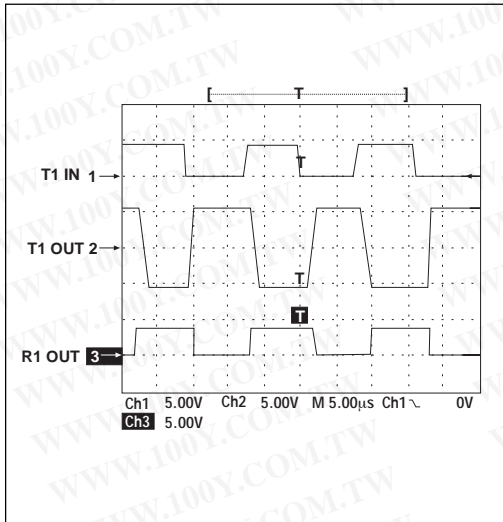 [ T ]
T1 IN 1
T
T1 OUT 2
T
T
R1 OUT 3
Ch1 5.00V Ch2 5.00V M 5.00µs Ch1 0V
Ch3 5.00V
WWW.100Y.COM.TW